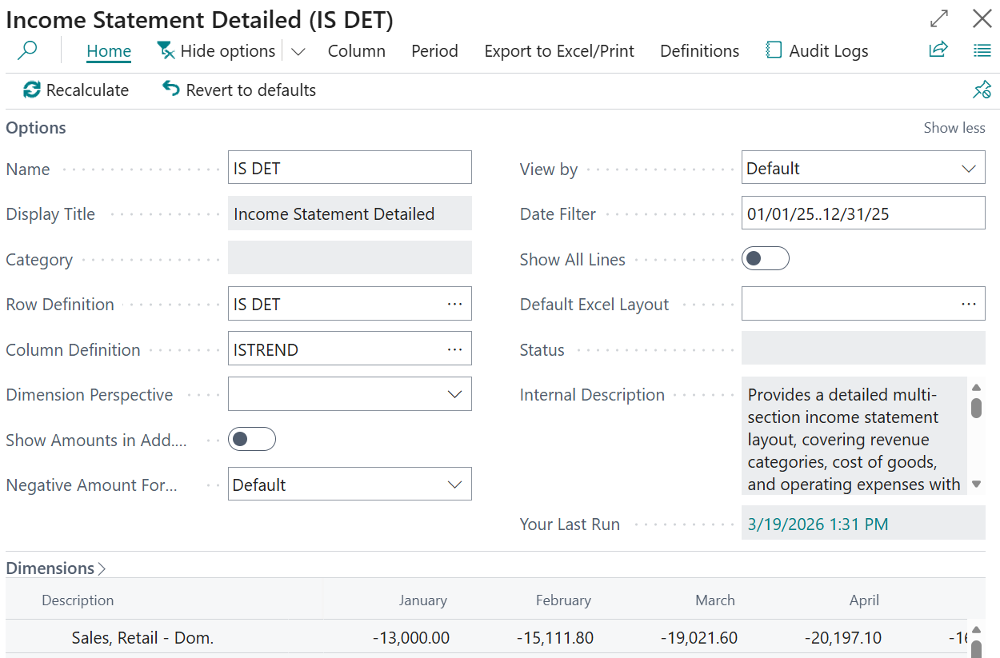 Income Statement Detailed (IS DET)
Home Hide options Column Period Export to Excel/Print Definitions Audit Logs
Recalculate Revert to defaults
Options Show less
Name IS DET View by Default
Display Title Income Statement Detailed Date Filter 01/01/25..12/31/25
Category Show All Lines
Row Definition IS DET ... Default Excel Layout ...
Column Definition ISTREND ... Status
Dimension Perspective Internal Description Provides a detailed multi-
section income statement
layout, covering revenue
categories, cost of goods,
and operating expenses with
Show Amounts in Add....
Negative Amount For... Default
Your Last Run 3/19/2026 1:31 PM
Dimensions
Description January February March April
Sales, Retail - Dom. -13,000.00 -15,111.80 -19,021.60 -20,197.10